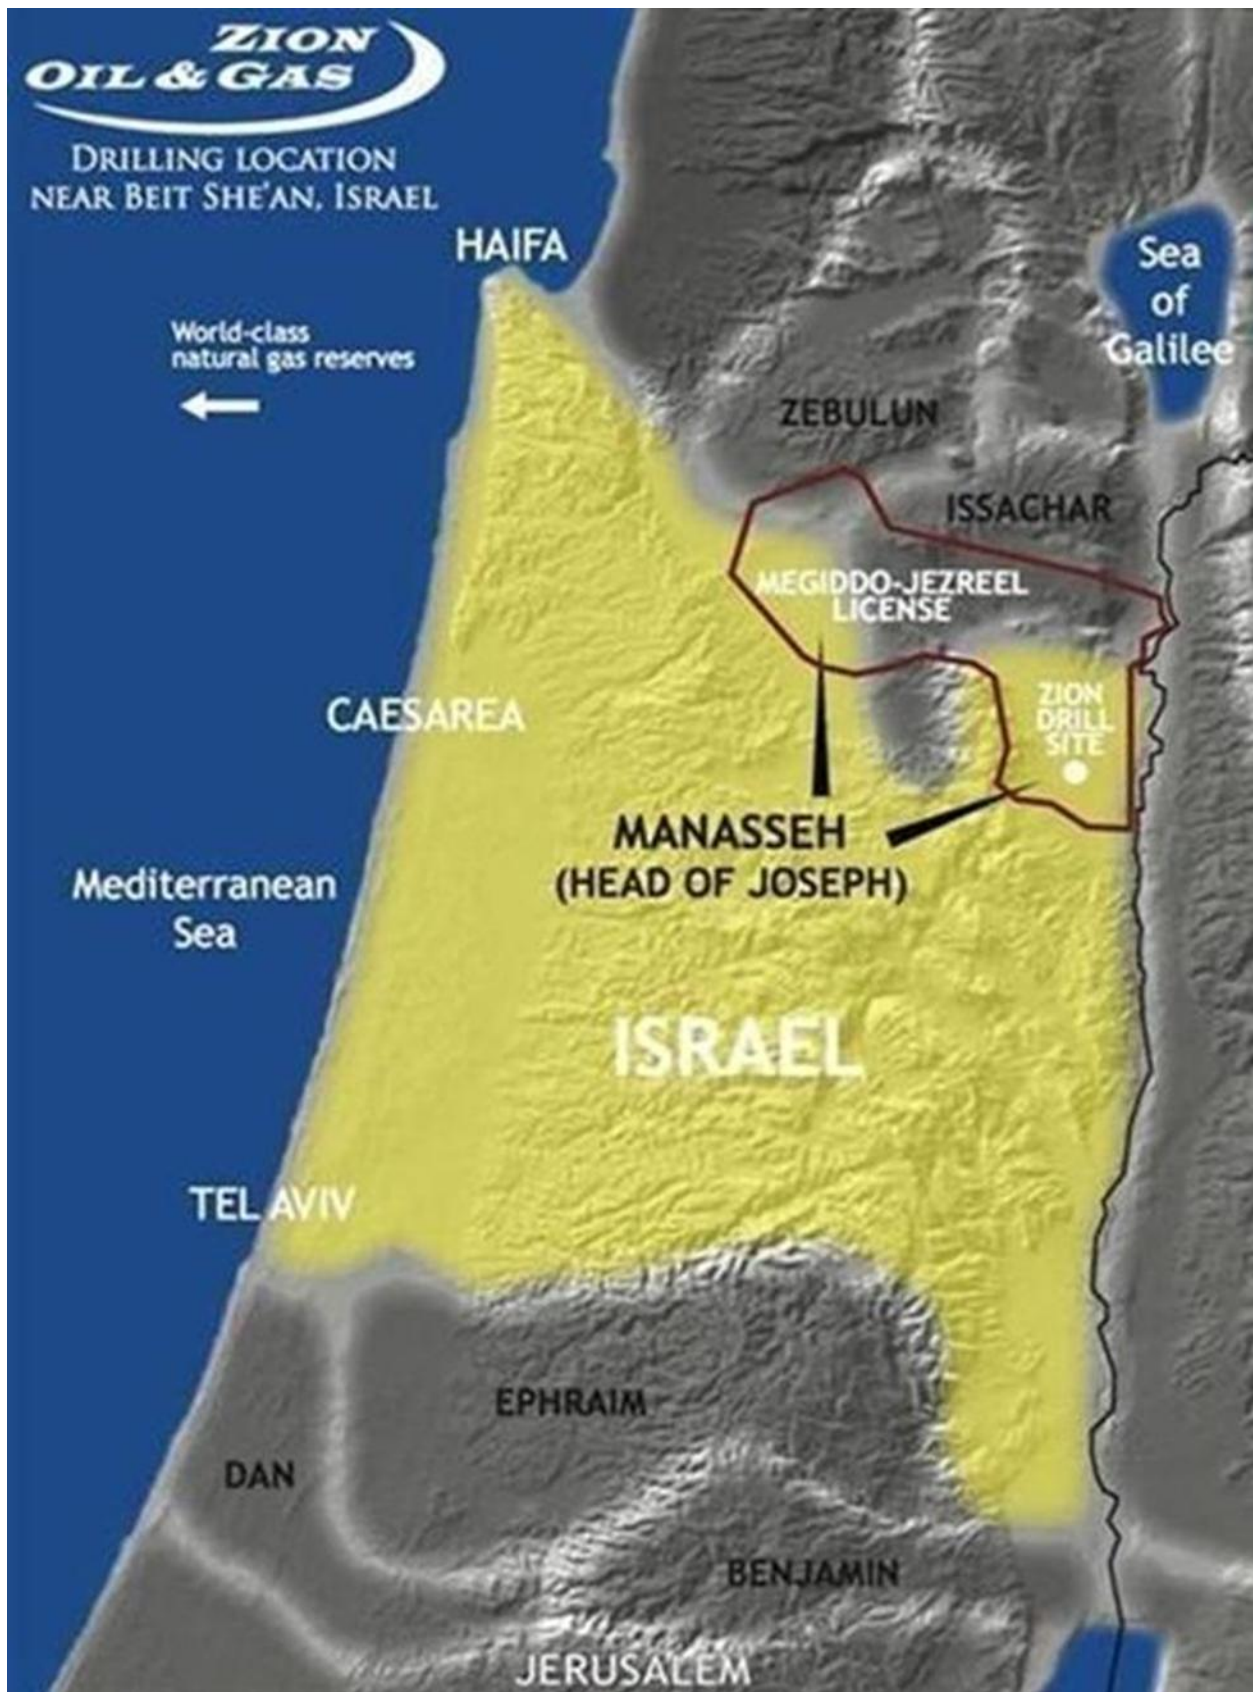 ZION
OIL & GAS
DRILLING LOCATION
NEAR BEIT SHE'AN, ISRAEL
HAIFA
Sea
of
Galilee
World-class
natural gas reserves
ZEBULUN
ISSACHAR
MEGIDDO-JEZREEL
LICENSE
ZION
DRILL
SITE
CAESAREA
MANASSEH
(HEAD OF JOSEPH)
Mediterranean
Sea
ISRAEL
TEL AVIV
EPHRAIM
DAN
BENJAMIN
JERUSALEM